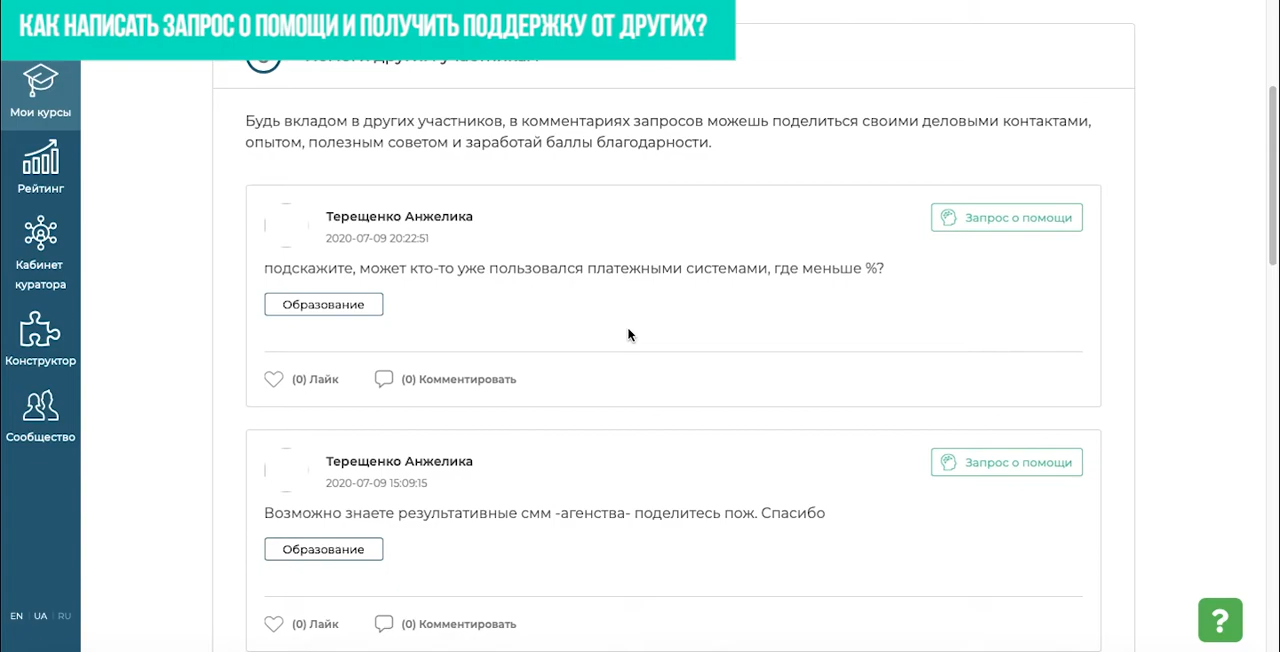 КАК НАПИСАТЬ ЗАПРОС О ПОМОЩИ И ПОЛУЧИТЬ ПОДДЕРЖКУ ОТ ДРУГИХ?
Мои курсы
Рейтинг
Кабинет
куратора
Конструктор
Сообщество
EN UA RU
Будь вкладом в других участников, в комментариях запросов можешь поделиться своими деловыми контактами,
опытом, полезным советом и заработай баллы благодарности.
Терещенко Анжелика
Запрос о помощи
2020-07-09 20:22:51
подскажите, может кто-то уже пользовался платежными системами, где меньше %?
Образование
(0) Лайк
(0) Комментировать
Терещенко Анжелика
Запрос о помощи
2020-07-09 15:09:15
Возможно знаете результативные смм -агенства- поделитесь пож. Спасибо
Образование
(0) Лайк
(0) Комментировать
?